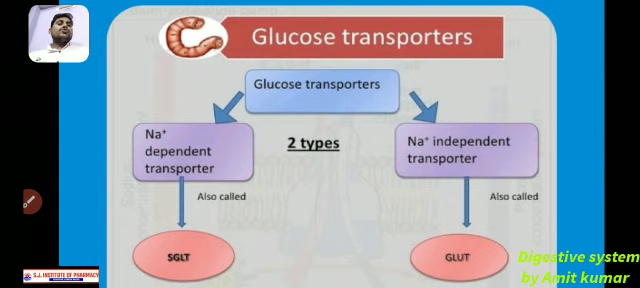 Glucose transporters
Glucose transporters
Na⁺
dependent
transporter
2 types
Na⁺ independent
transporter
Also called
Also called
SGLT
GLUT
S.J. INSTITUTE OF PHARMACY
Digestive system
by Amit kumar